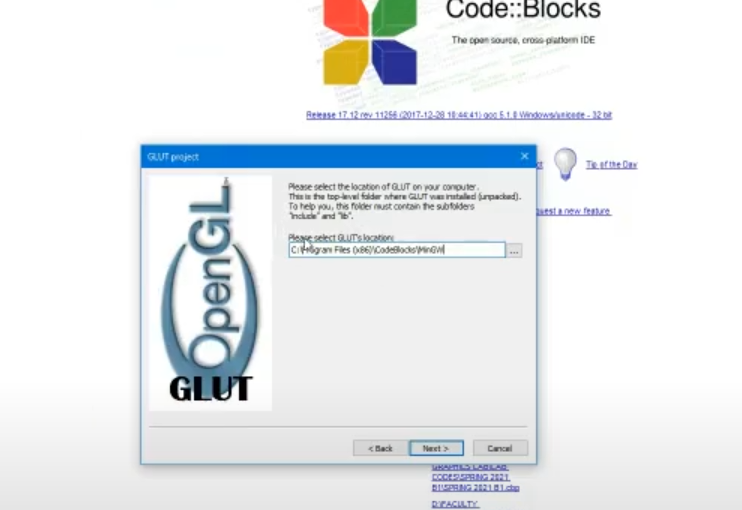 Code::Blocks
The open source, cross-platform IDE
Release 17.12 rev 11256 (2017-12-28 10:44:41) gcc 5.1.0 Windows/unicode - 32 bit
GLUT project
Please select the location of GLUT on your computer.
This is the top-level folder where GLUT was installed (unpacked).
To help you, this folder must contain the subfolders
"include" and "lib".
Please select GLUT's location:
C:\Program Files (x86)\CodeBlocks\MinGW
...
OpenGL
GLUT
< Back
Next >
Cancel
Tip of the Day
quest a new feature
GRAPHICS LAB\LAB
CODES\SPRING 2021
B1\SPRING 2021 B1.cbp
D:\FACULTY